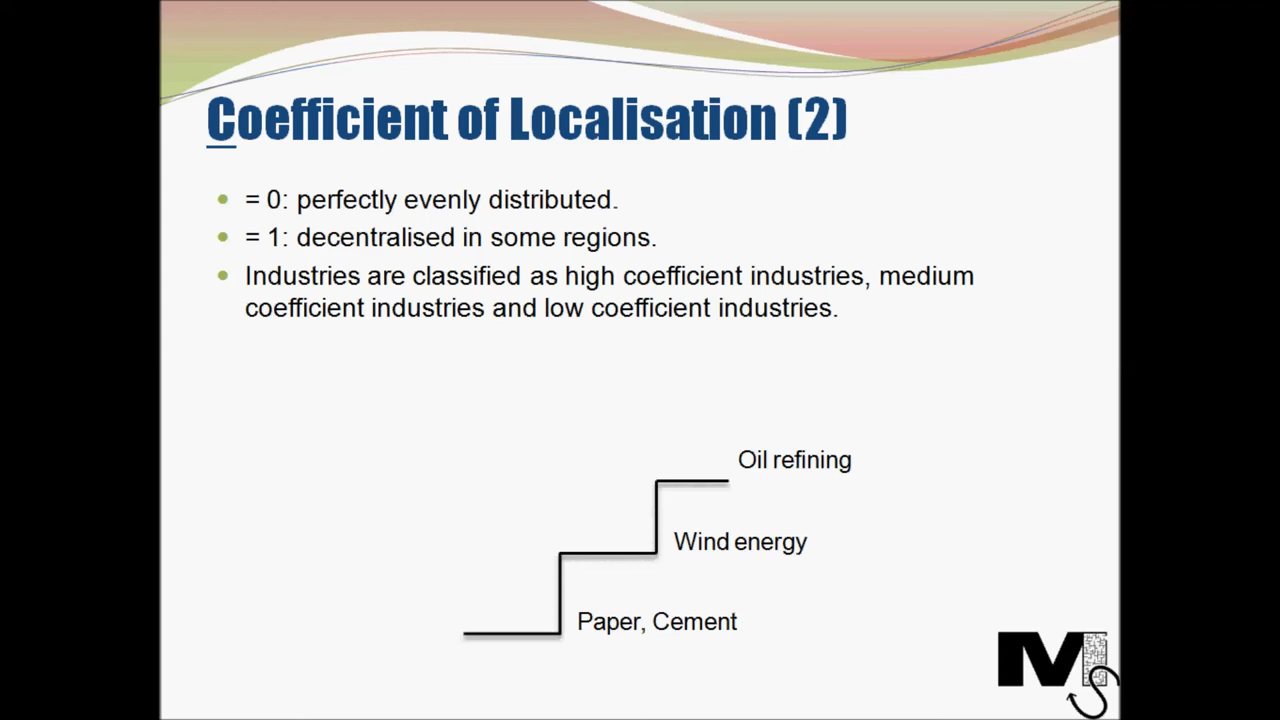 Coefficient of Localisation (2)
= 0: perfectly evenly distributed.
= 1: decentralised in some regions.
Industries are classified as high coefficient industries, medium
coefficient industries and low coefficient industries.
Oil refining
Wind energy
Paper, Cement
MS